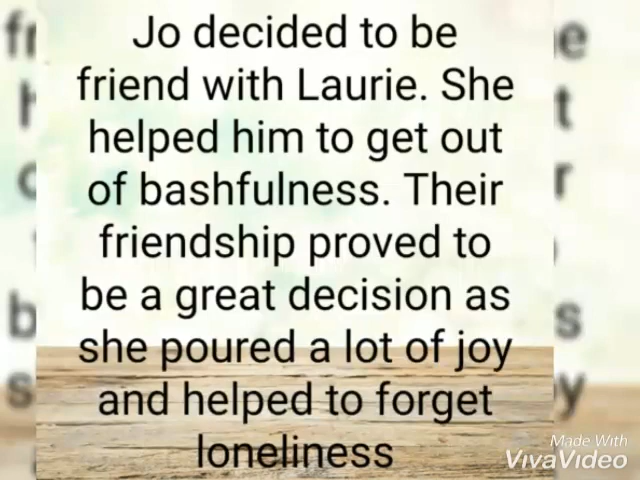 Jo decided to be
friend with Laurie. She
helped him to get out
of bashfulness. Their
friendship proved to
be a great decision as
she poured a lot of joy
and helped to forget
loneliness
Made With
VivaVideo